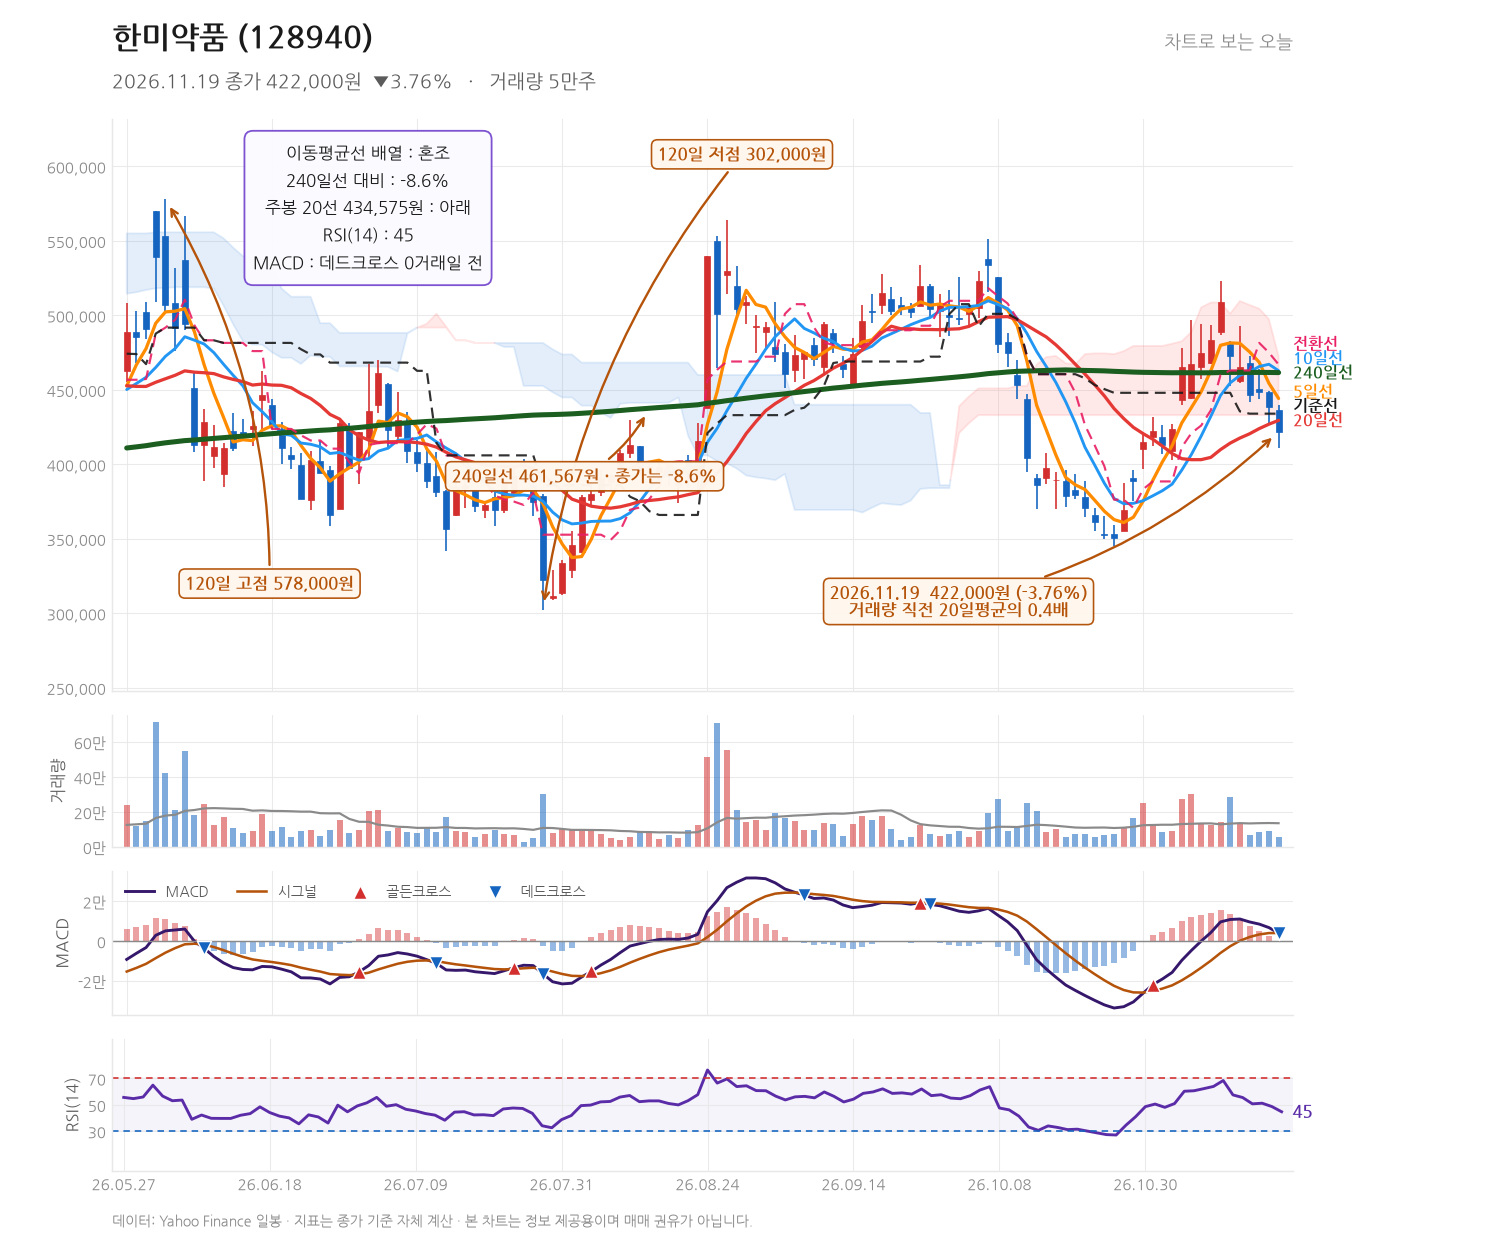 한미약품 (128940)
차트로 보는 오늘
2026.11.19 종가 422,000원 ▼3.76% · 거래량 5만주
이동평균선 배열 : 혼조
240일선 대비 : -8.6%
주봉 20선 434,575원 : 아래
RSI(14) : 45
MACD : 데드크로스 0거래일 전
120일 저점 302,000원
600,000
550,000
500,000
450,000
400,000
350,000
300,000
250,000
전환선
10일선
240일선
5일선
기준선
20일선
240일선 461,567원 · 종가는 -8.6%
120일 고점 578,000원
2026.11.19 422,000원 (-3.76%)
거래량 직전 20일평균의 0.4배
거래량
60만
40만
20만
0만
MACD
MACD 시그널 골든크로스 데드크로스
2만
0
-2만
RSI(14)
70
50
30
45
26.05.27 26.06.18 26.07.09 26.07.31 26.08.24 26.09.14 26.10.08 26.10.30
데이터: Yahoo Finance 일봉 · 지표는 종가 기준 자체 계산 · 본 차트는 정보 제공용이며 매매 권유가 아닙니다.